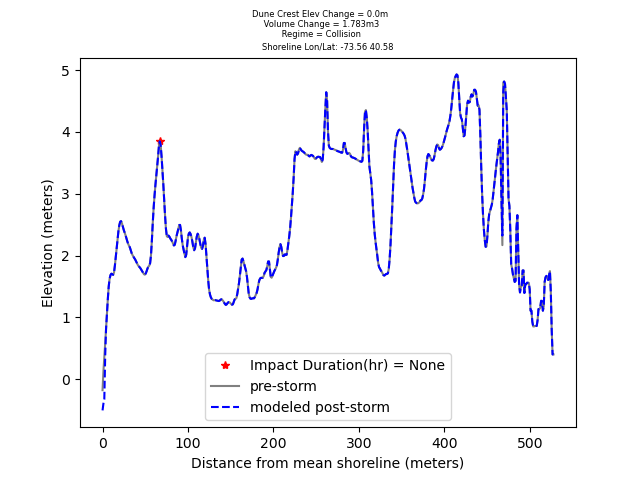 Dune Crest Elev Change = 0.0m
Volume Change = 1.783m3
Regime = Collision
Shoreline Lon/Lat: -73.56 40.58
5
4
3
2
1
0
Elevation (meters)
Impact Duration(hr) = None
pre-storm
modeled post-storm
0 100 200 300 400 500
Distance from mean shoreline (meters)